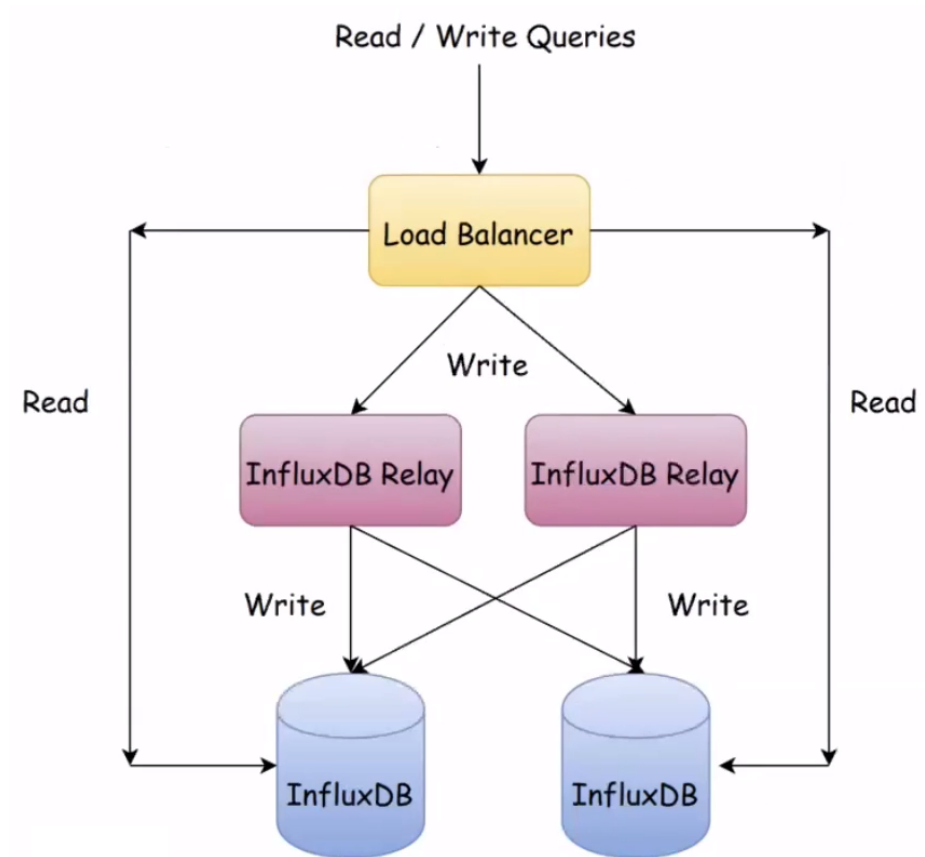 Read / Write Queries
Load Balancer
Write
Read
Read
InfluxDB Relay
InfluxDB Relay
Write
Write
InfluxDB
InfluxDB